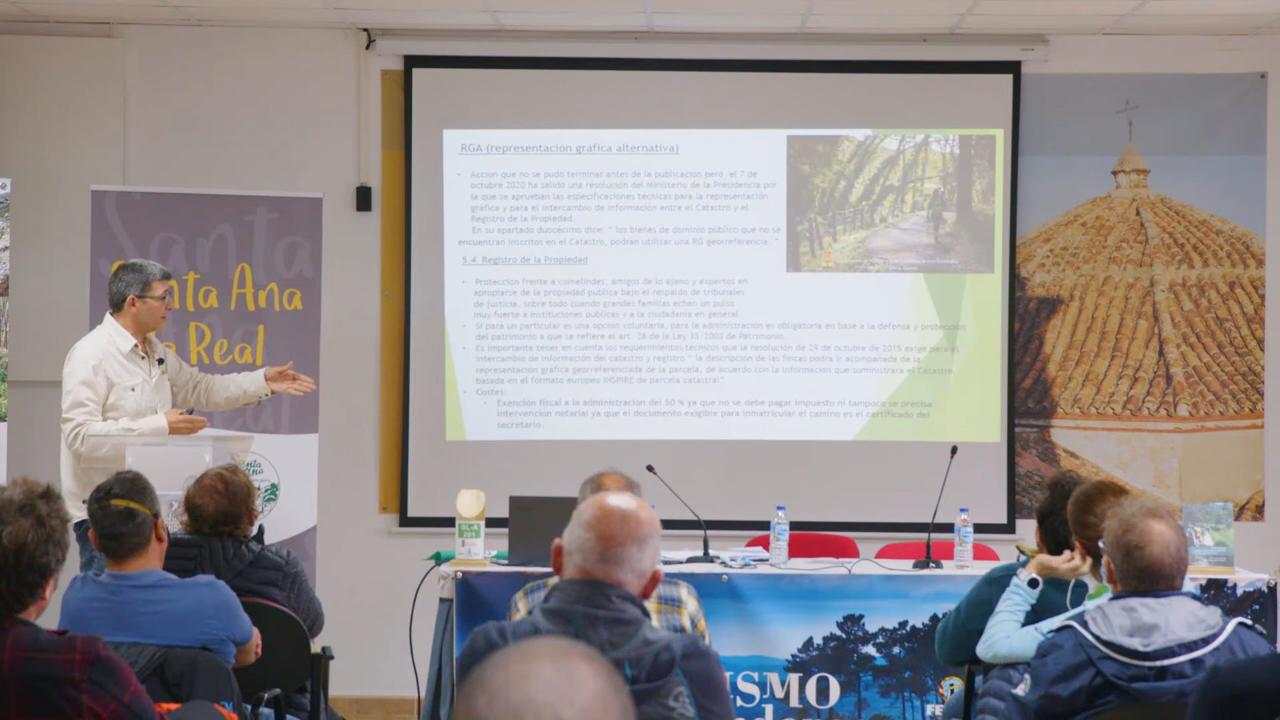 RGA (representación gráfica alternativa)
• Acción que no se pudo terminar antes de la publicación pero el 7 de
octubre 2020 ha salido una resolución del Ministerio de la Presidencia por
la que se aprueban las especificaciones técnicas para la representación
gráfica y para el intercambio de información entre el Catastro y el
Registro de la Propiedad.
En su apartado duodécimo dice: " los bienes de dominio público que no se
encuentran inscritos en el Catastro, podrán utilizar una RG georreferencia. "
5.4 Registro de la Propiedad
• Protección frente a comelindes, amigos de lo ajeno y expertos en
apropiarse de la propiedad pública bajo el respaldo de tribunales
de justicia, sobre todo cuando grandes familias echan un pulso
muy fuerte a instituciones públicas y a la ciudadanía en general.
• Si para un particular es una opción voluntaria, para la administración es obligatoria en base a la defensa y protección
del patrimonio a que se refiere el art. 28 de la Ley 33/2003 de Patrimonio.
• Es importante tener en cuenta los requerimientos técnicos que la resolución de 29 de octubre de 2015 exige para el
intercambio de información del catastro y registro " la descripción de las fincas podrá ir acompañada de la
representación gráfica georreferenciada de la parcela, de acuerdo con la información que suministrará el Catastro,
basada en el formato europeo INSPIRE de parcela catastral"
• Costes:
• Exención fiscal a la administración del 50 % ya que no se debe pagar impuesto ni tampoco se precisa
intervención notarial ya que el documento exigible para inmatricular el camino es el certificado del
secretario.
Santa
Santa Ana
Real
Santa
Ana
SL-A
ISMO